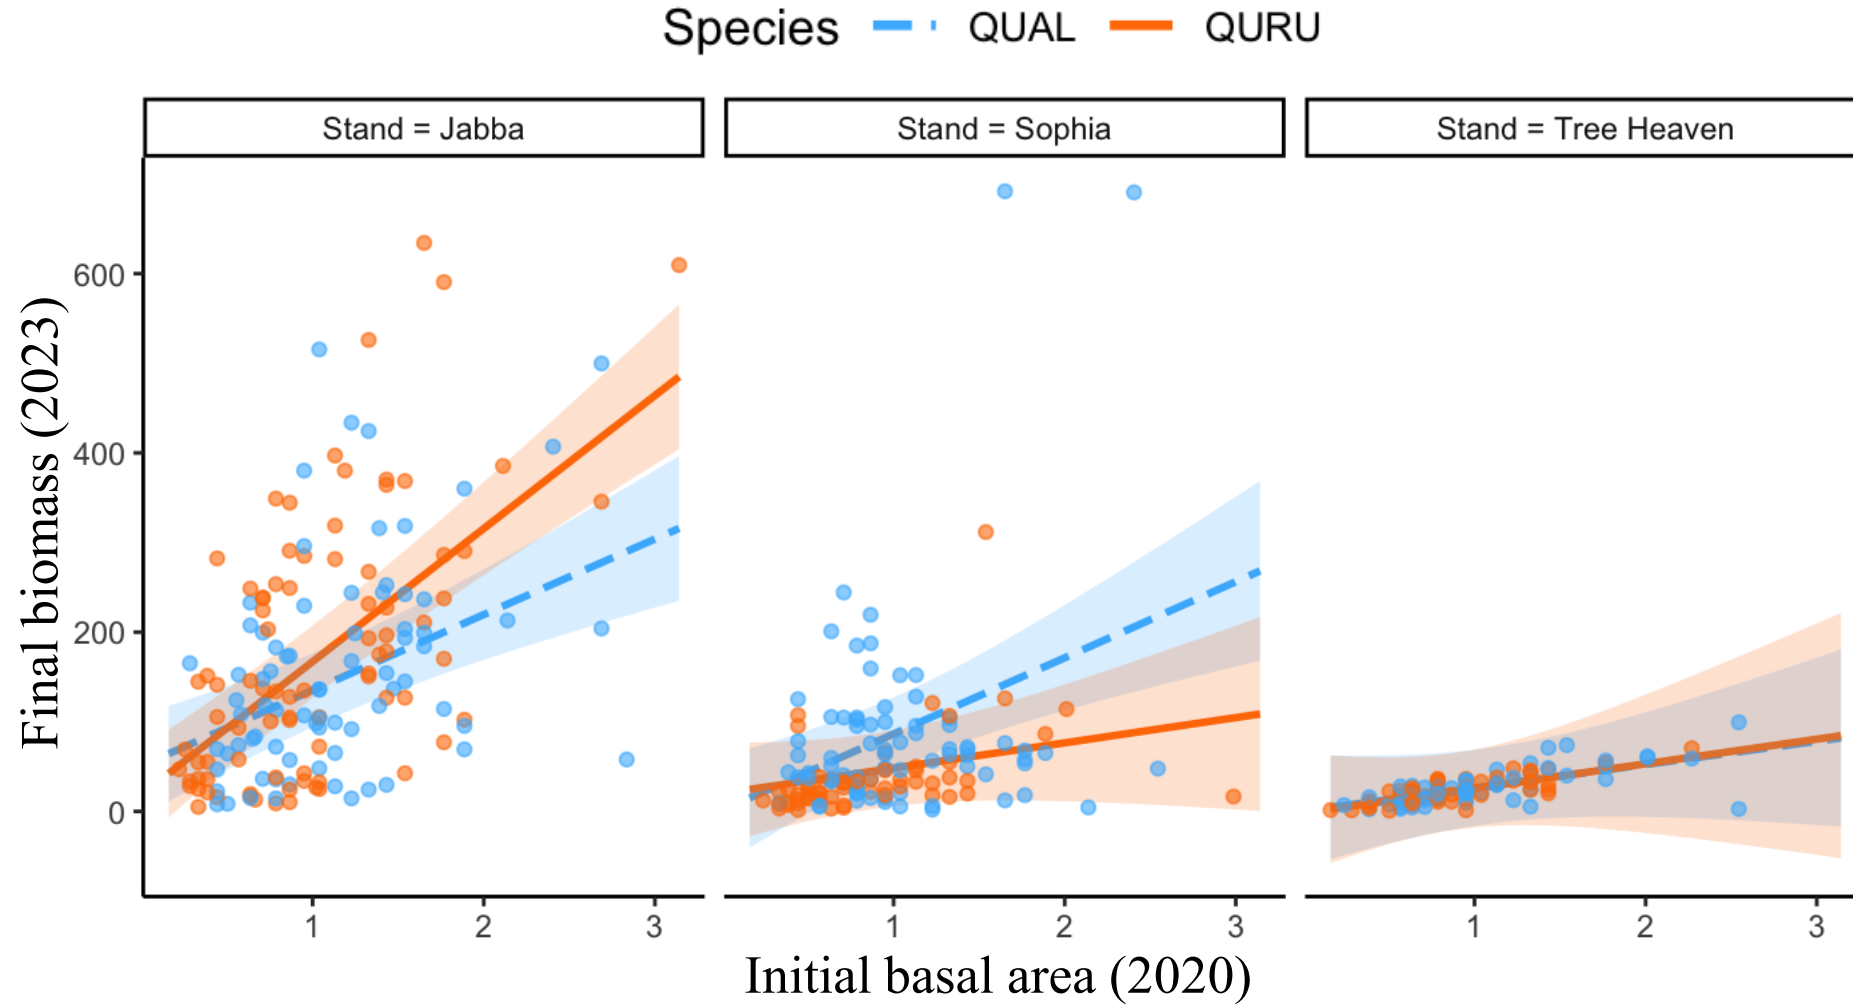 Species QUAL QURU
Stand = Jabba Stand = Sophia Stand = Tree Heaven
Final biomass (2023)
600
400
200
0
1 2 3 1 2 3 1 2 3
Initial basal area (2020)